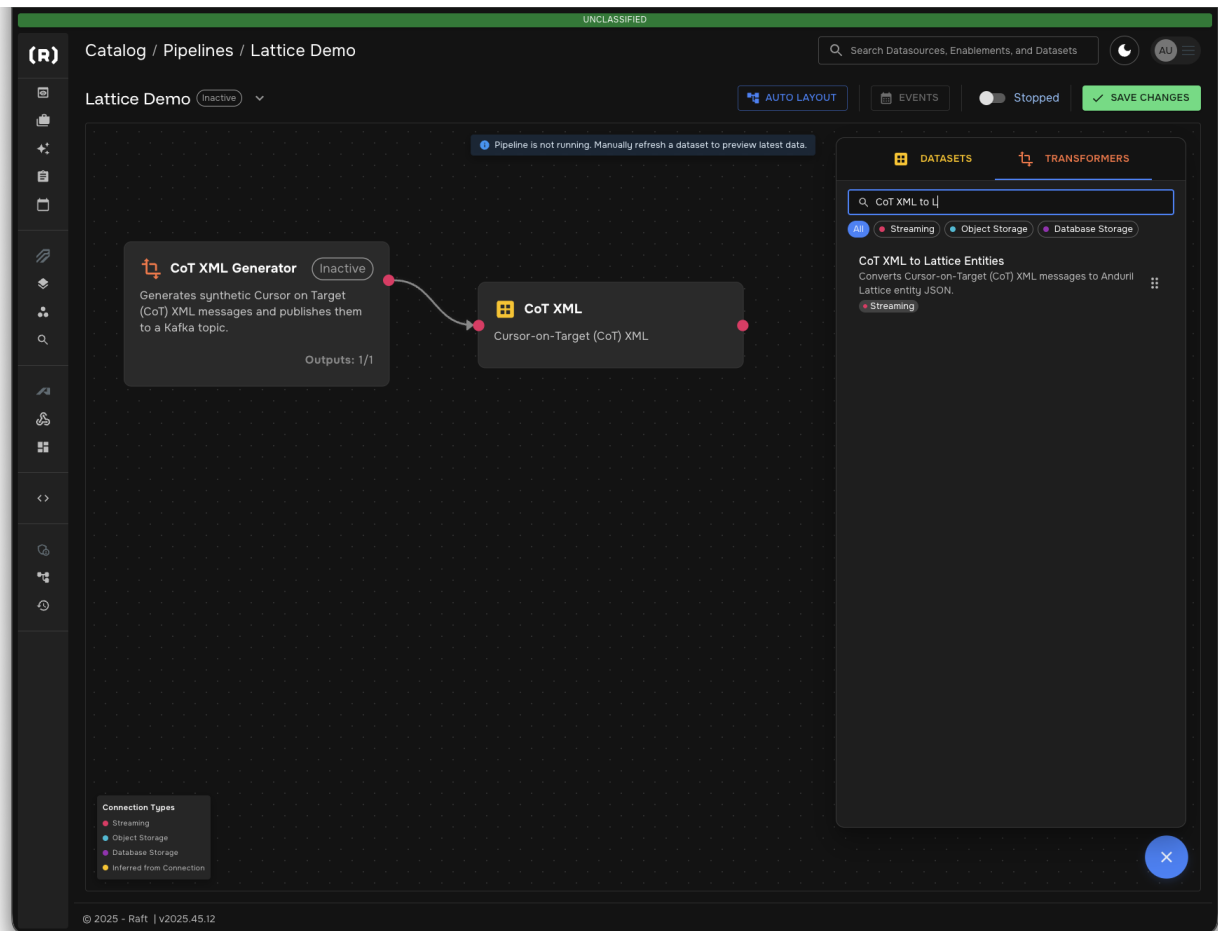 UNCLASSIFIED
(R)
Catalog / Pipelines / Lattice Demo
Search Datasources, Enablements, and Datasets
AU
Lattice Demo
Inactive
AUTO LAYOUT
EVENTS
Stopped
SAVE CHANGES
Pipeline is not running. Manually refresh a dataset to preview latest data.
DATASETS
TRANSFORMERS
CoT XML to L
All
Streaming
Object Storage
Database Storage
CoT XML to Lattice Entities
Converts Cursor-on-Target (CoT) XML messages to Anduril
Lattice entity JSON.
Streaming
CoT XML Generator
Inactive
Generates synthetic Cursor on Target
(CoT) XML messages and publishes them
to a Kafka topic.
Outputs: 1/1
CoT XML
Cursor-on-Target (CoT) XML
Connection Types
Streaming
Object Storage
Database Storage
Inferred from Connection
© 2025 - Raft | v2025.45.12